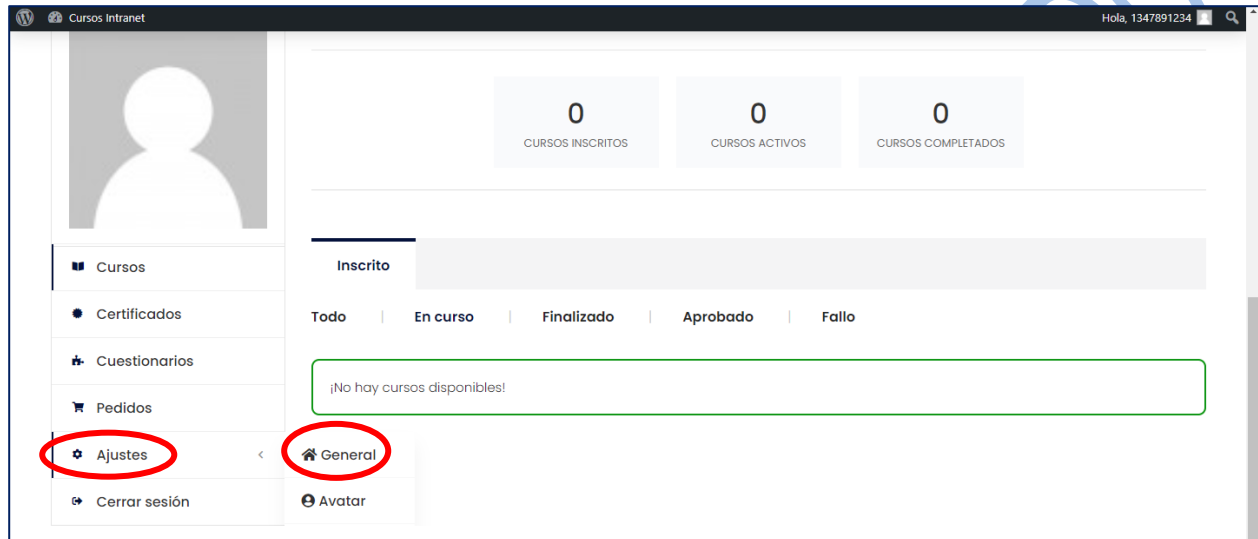 Cursos Intranet
Hola, 1347891234
0
CURSOS INSCRITOS
0
CURSOS ACTIVOS
0
CURSOS COMPLETADOS
Cursos
Certificados
Cuestionarios
Pedidos
Ajustes
Cerrar sesión
General
Avatar
Inscrito
Todo | En curso | Finalizado | Aprobado | Fallo
¡No hay cursos disponibles!